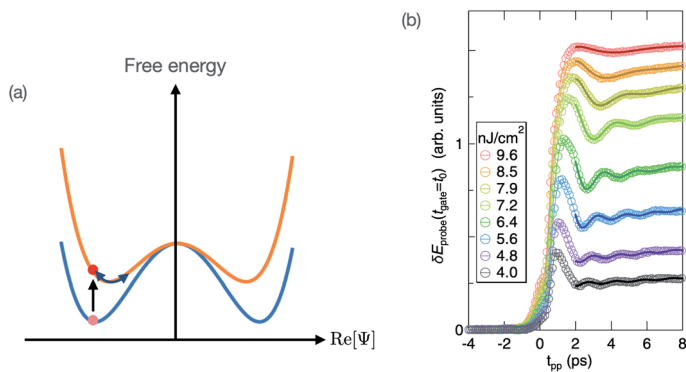 (a)
Free energy
Re[Ψ]
(b)
δE_probe(t_gate=t_0) (arb. units)
1
0
nJ/cm²
9.6
8.5
7.9
7.2
6.4
5.6
4.8
4.0
-4 -2 0 2 4 6 8
t_pp (ps)